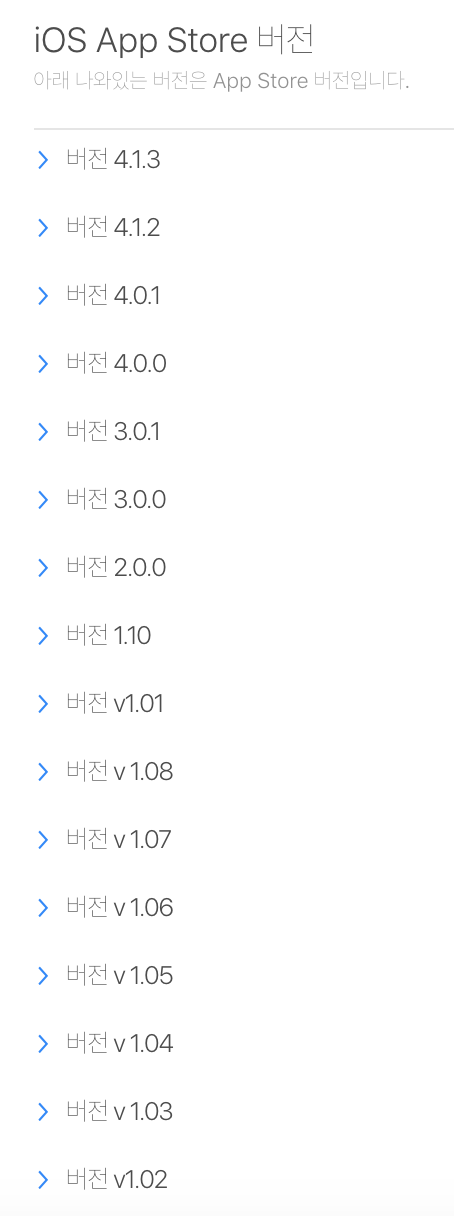 iOS App Store 버전
아래 나와있는 버전은 App Store 버전입니다.
버전 4.1.3
버전 4.1.2
버전 4.0.1
버전 4.0.0
버전 3.0.1
버전 3.0.0
버전 2.0.0
버전 1.10
버전 v1.01
버전 v 1.08
버전 v 1.07
버전 v 1.06
버전 v 1.05
버전 v 1.04
버전 v 1.03
버전 v1.02